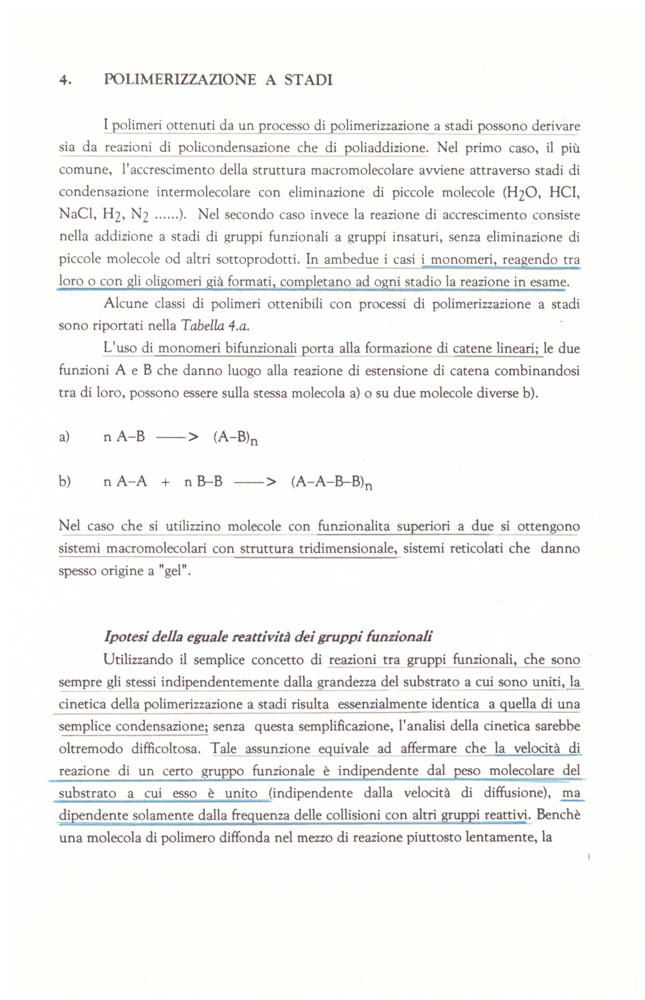 4. POLIMERIZZAZIONE A STADI
I polimeri ottenuti da un processo di polimerizzazione a stadi possono derivare
sia da reazioni di policondensazione che di poliaddizione. Nel primo caso, il più
comune, l'accrescimento della struttura macromolecolare avviene attraverso stadi di
condensazione intermolecolare con eliminazione di piccole molecole (H2O, HCl,
NaCl, H2, N2 ......). Nel secondo caso invece la reazione di accrescimento consiste
nella addizione a stadi di gruppi funzionali a gruppi insaturi, senza eliminazione di
piccole molecole od altri sottoprodotti. In ambedue i casi i monomeri, reagendo tra
loro o con gli oligomeri già formati, completano ad ogni stadio la reazione in esame.
Alcune classi di polimeri ottenibili con processi di polimerizzazione a stadi
sono riportati nella Tabella 4.a.
L'uso di monomeri bifunzionali porta alla formazione di catene lineari; le due
funzioni A e B che danno luogo alla reazione di estensione di catena combinandosi
tra di loro, possono essere sulla stessa molecola a) o su due molecole diverse b).
a) n A–B ——> (A–B)n
b) n A–A + n B–B ——> (A–A–B–B)n
Nel caso che si utilizzino molecole con funzionalita superiori a due si ottengono
sistemi macromolecolari con struttura tridimensionale, sistemi reticolati che danno
spesso origine a "gel".
Ipotesi della eguale reattività dei gruppi funzionali
Utilizzando il semplice concetto di reazioni tra gruppi funzionali, che sono
sempre gli stessi indipendentemente dalla grandezza del substrato a cui sono uniti, la
cinetica della polimerizzazione a stadi risulta essenzialmente identica a quella di una
semplice condensazione; senza questa semplificazione, l'analisi della cinetica sarebbe
oltremodo difficoltosa. Tale assunzione equivale ad affermare che la velocità di
reazione di un certo gruppo funzionale è indipendente dal peso molecolare del
substrato a cui esso è unito (indipendente dalla velocità di diffusione), ma
dipendente solamente dalla frequenza delle collisioni con altri gruppi reattivi. Benchè
una molecola di polimero diffonda nel mezzo di reazione piuttosto lentamente, la